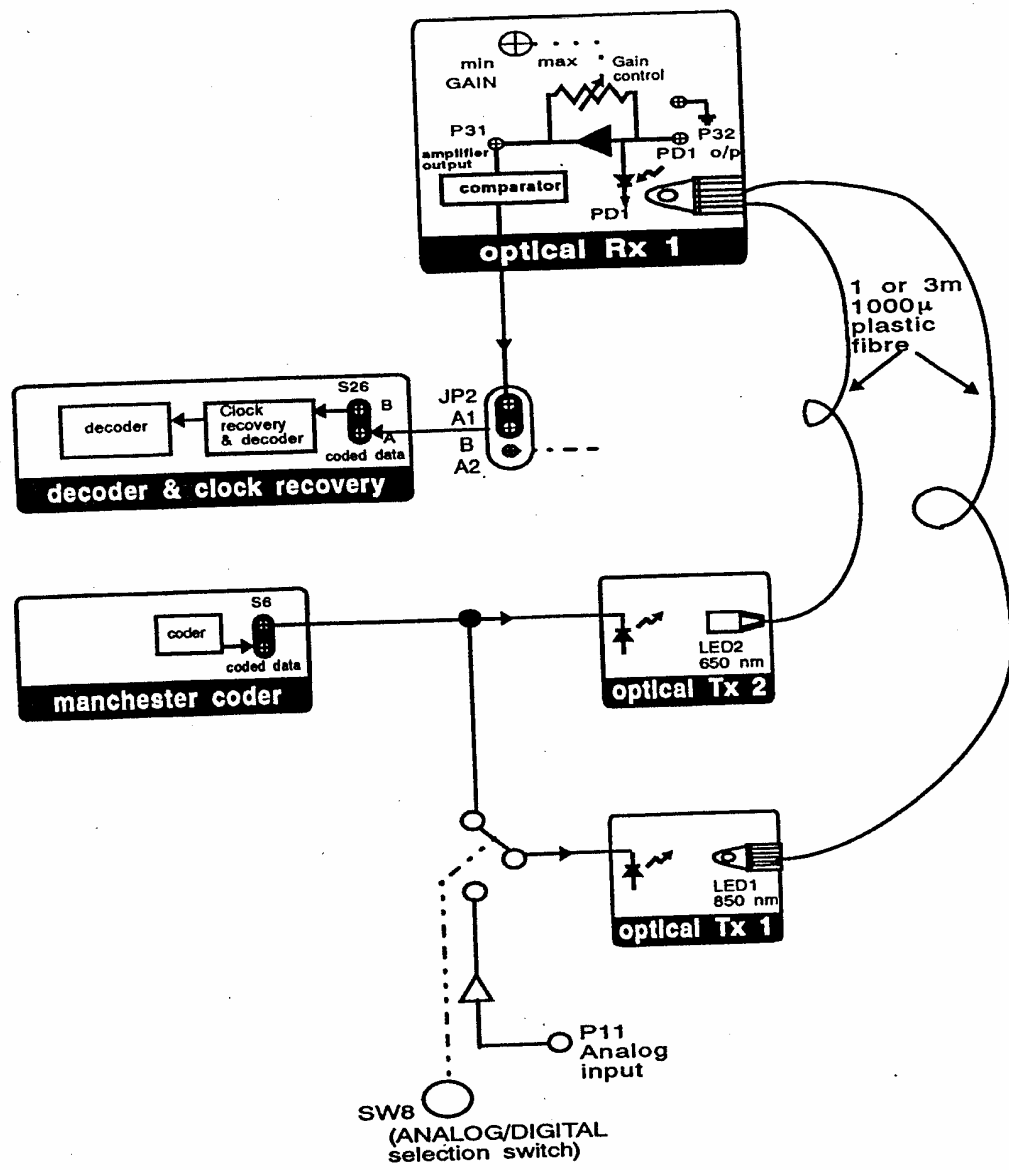 min
GAIN
max
Gain
control
P31
amplifier
output
P32
PD1 o/p
comparator
PD1
optical Rx 1
1 or 3m
1000µ
plastic
fibre
S26
B
A
coded data
decoder
Clock
recovery
& decoder
decoder & clock recovery
JP2
A1
B
A2
S6
coder
coded data
manchester coder
LED2
650 nm
optical Tx 2
LED1
850 nm
optical Tx 1
P11
Analog
input
SW8
(ANALOG/DIGITAL
selection switch)